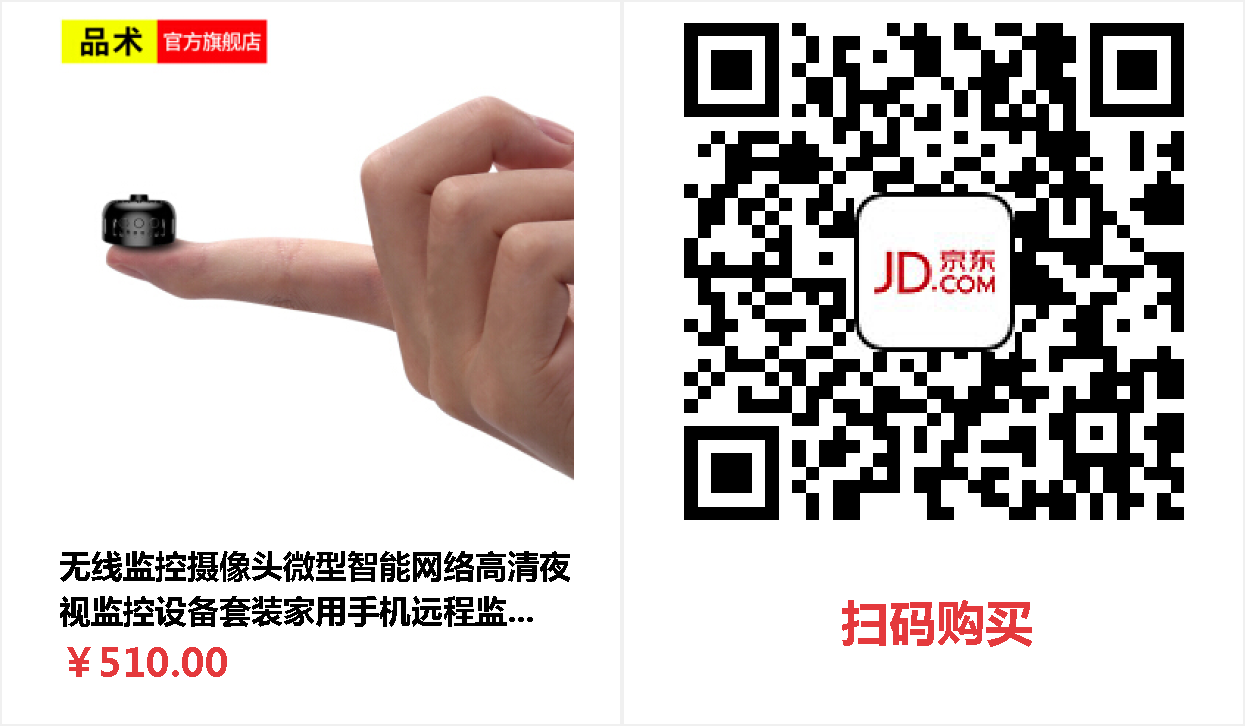 品术 官方旗舰店
无线监控摄像头微型智能网络高清夜
视监控设备套装家用手机远程监...
￥510.00
JD.京东
.COM
扫码购买